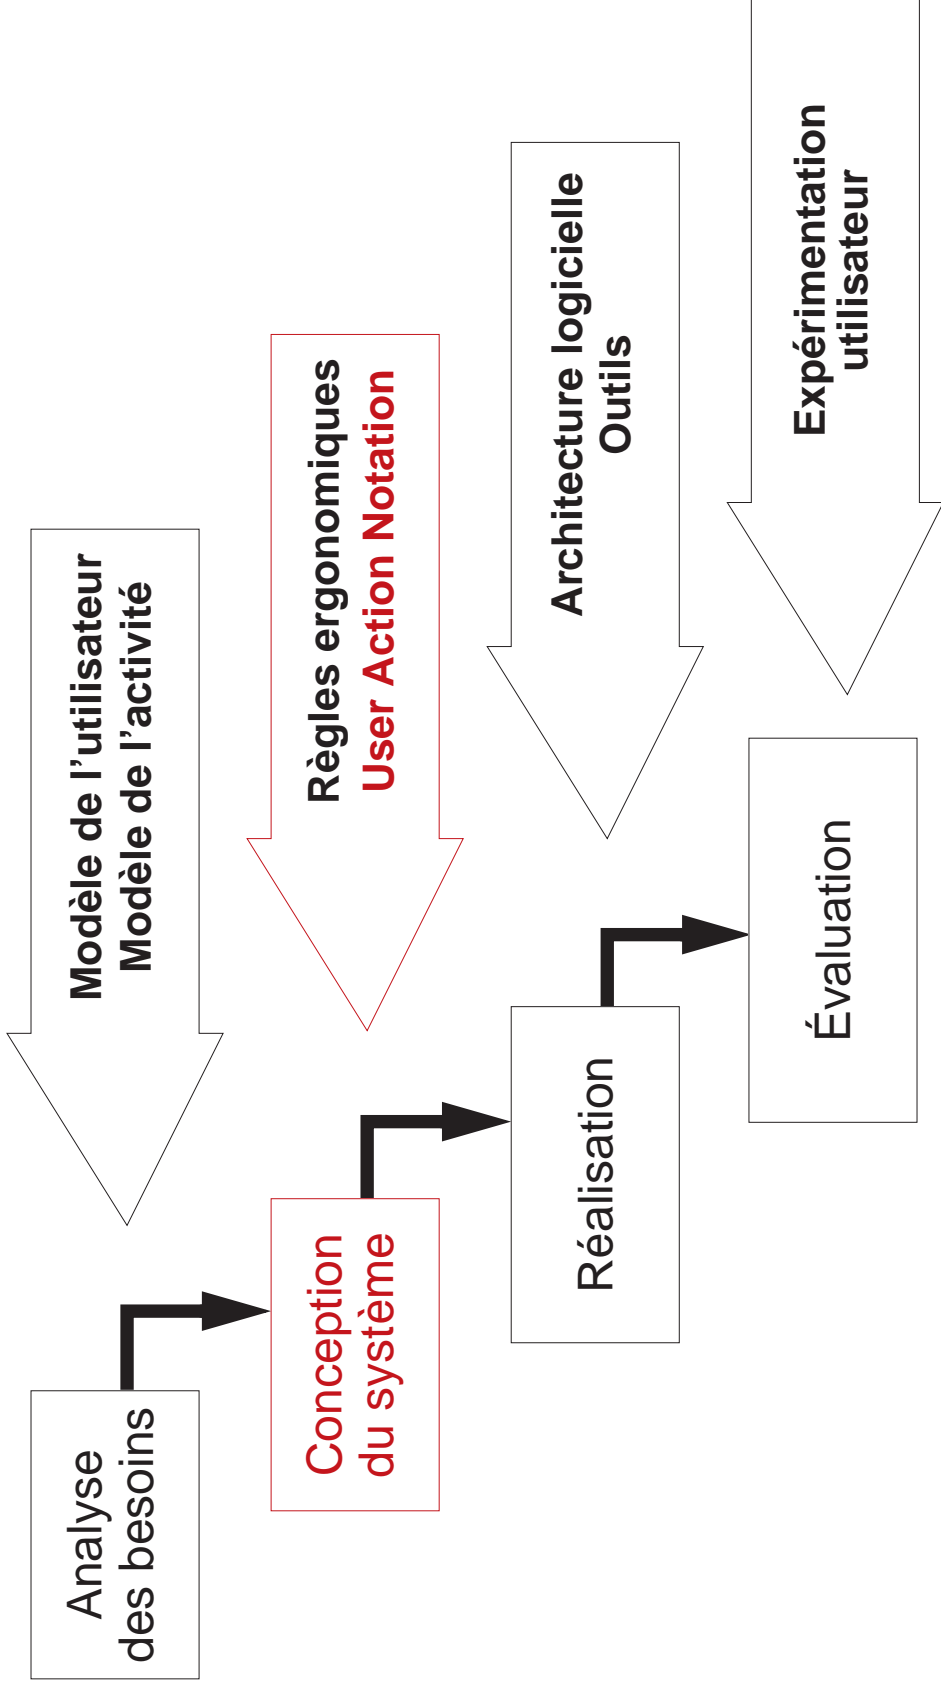 Analyse
des besoins
Modèle de l'utilisateur
Modèle de l'activité
Conception
du système
Règles ergonomiques
User Action Notation
Réalisation
Architecture logicielle
Outils
Évaluation
Expérimentation
utilisateur